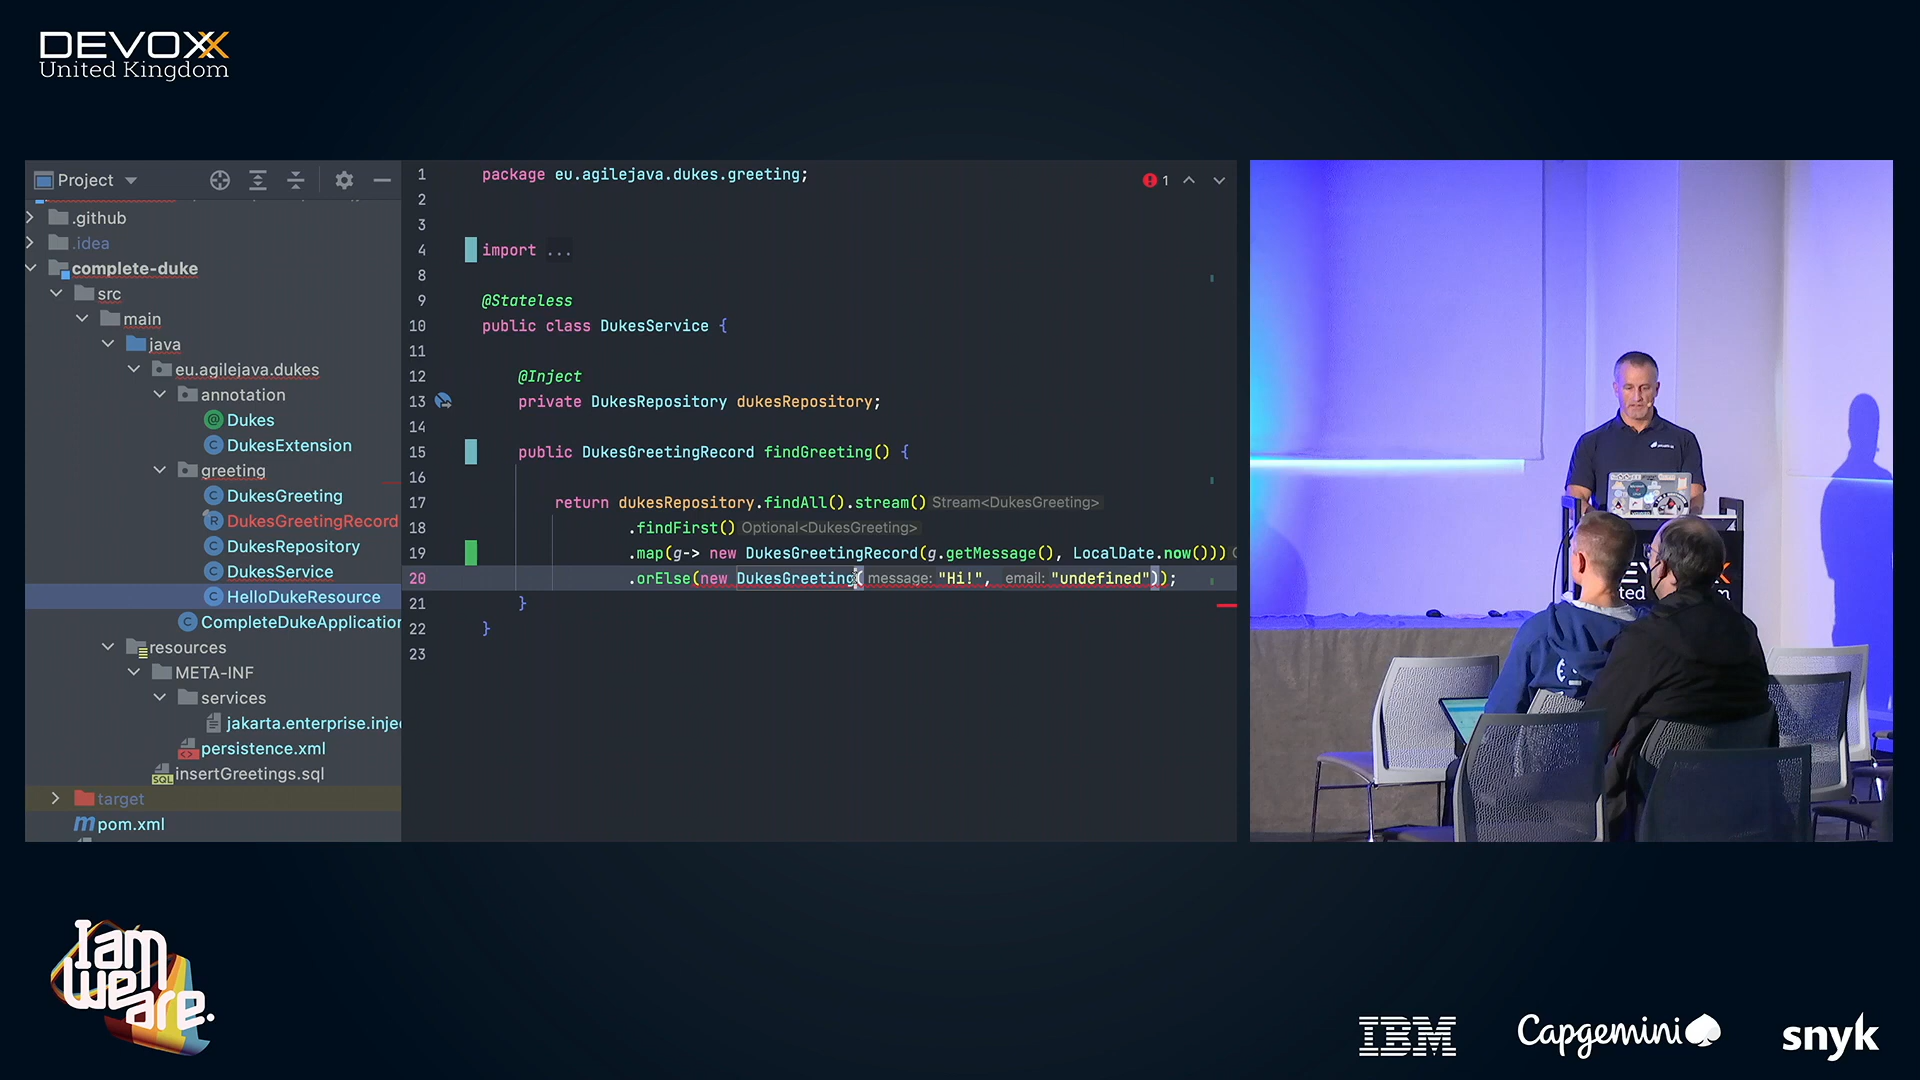 DEVOXX
United Kingdom
Project
.github
.idea
complete-duke
src
main
java
eu.agilejava.dukes
annotation
Dukes
DukesExtension
greeting
DukesGreeting
DukesGreetingRecord
DukesRepository
DukesService
HelloDukeResource
CompleteDukeApplication
resources
META-INF
services
jakarta.enterprise.inje
persistence.xml
insertGreetings.sql
target
pom.xml
1 package eu.agilejava.dukes.greeting;
1
2
3
4 import ...
8
9 @Stateless
10 public class DukesService {
11
12 @Inject
13 private DukesRepository dukesRepository;
14
15 public DukesGreetingRecord findGreeting() {
16
17 return dukesRepository.findAll().stream() Stream<DukesGreeting>
18 .findFirst() Optional<DukesGreeting>
19 .map(g-> new DukesGreetingRecord(g.getMessage(), LocalDate.now()))
20 .orElse(new DukesGreeting( message: "Hi!", email: "undefined"));
21 }
22 }
23
I am
we
are.
IBM
Capgemini
snyk